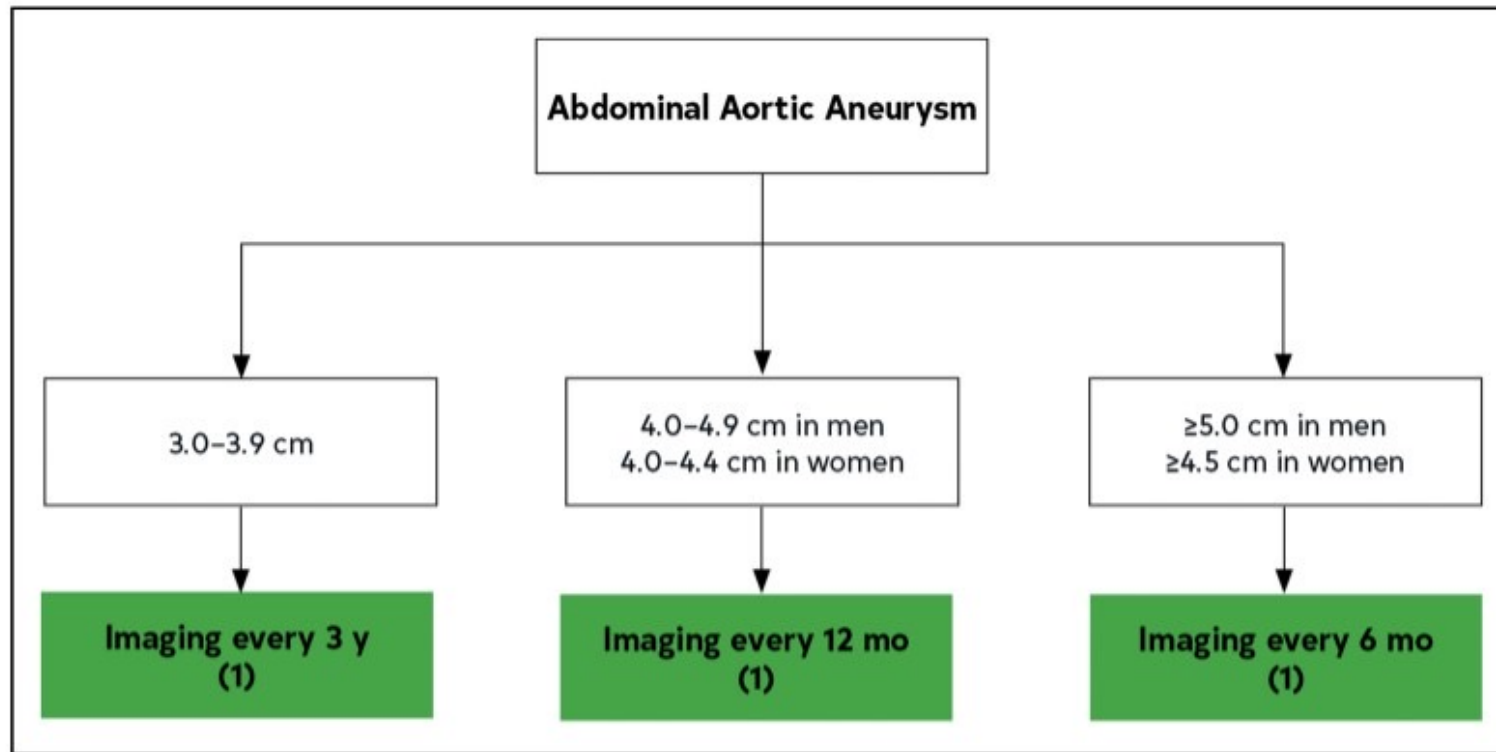 Abdominal Aortic Aneurysm
3.0–3.9 cm
4.0–4.9 cm in men
4.0–4.4 cm in women
≥5.0 cm in men
≥4.5 cm in women
Imaging every 3 y
(1)
Imaging every 12 mo
(1)
Imaging every 6 mo
(1)